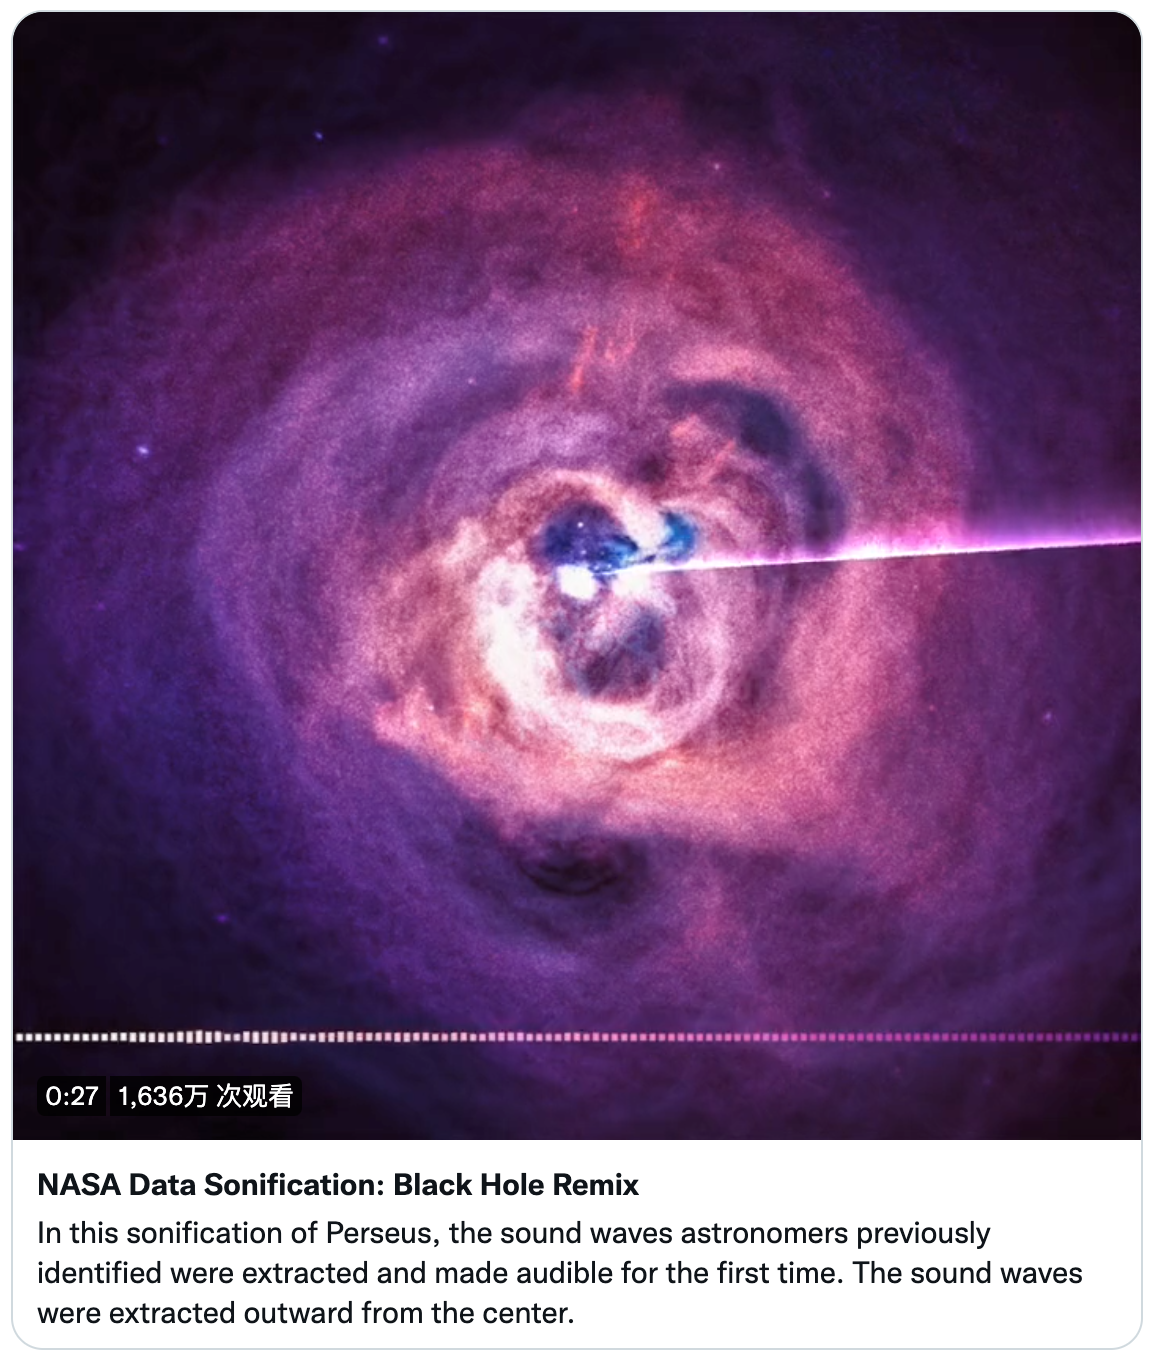 0:27 1,636万 次观看
NASA Data Sonification: Black Hole Remix
In this sonification of Perseus, the sound waves astronomers previously
identified were extracted and made audible for the first time. The sound waves
were extracted outward from the center.